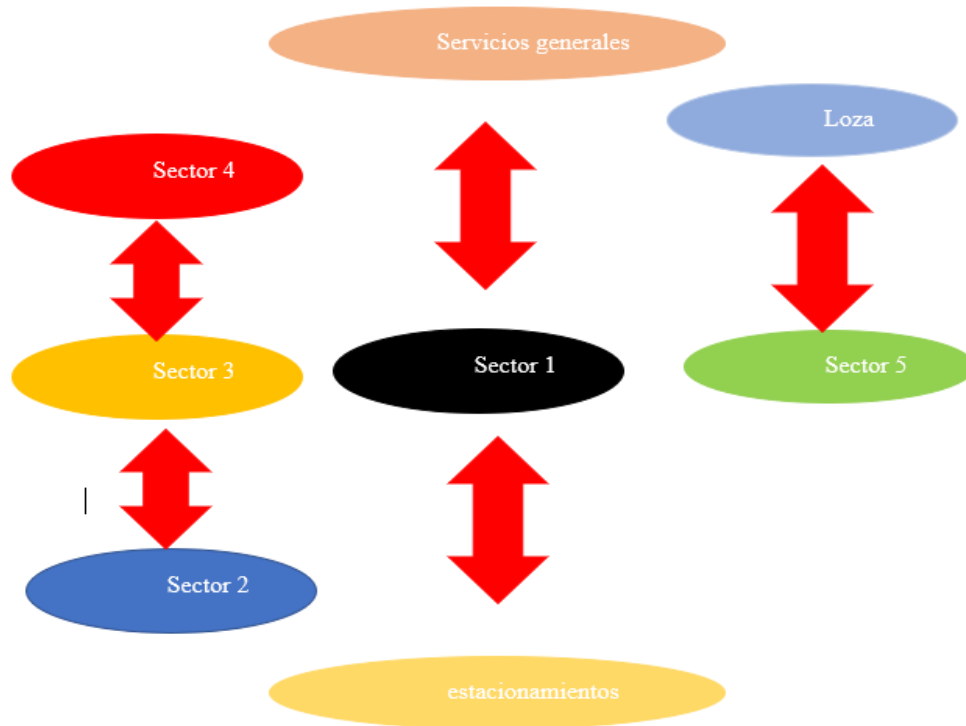 Servicios generales
Loza
Sector 4
Sector 3
Sector 1
Sector 5
Sector 2
estacionamientos